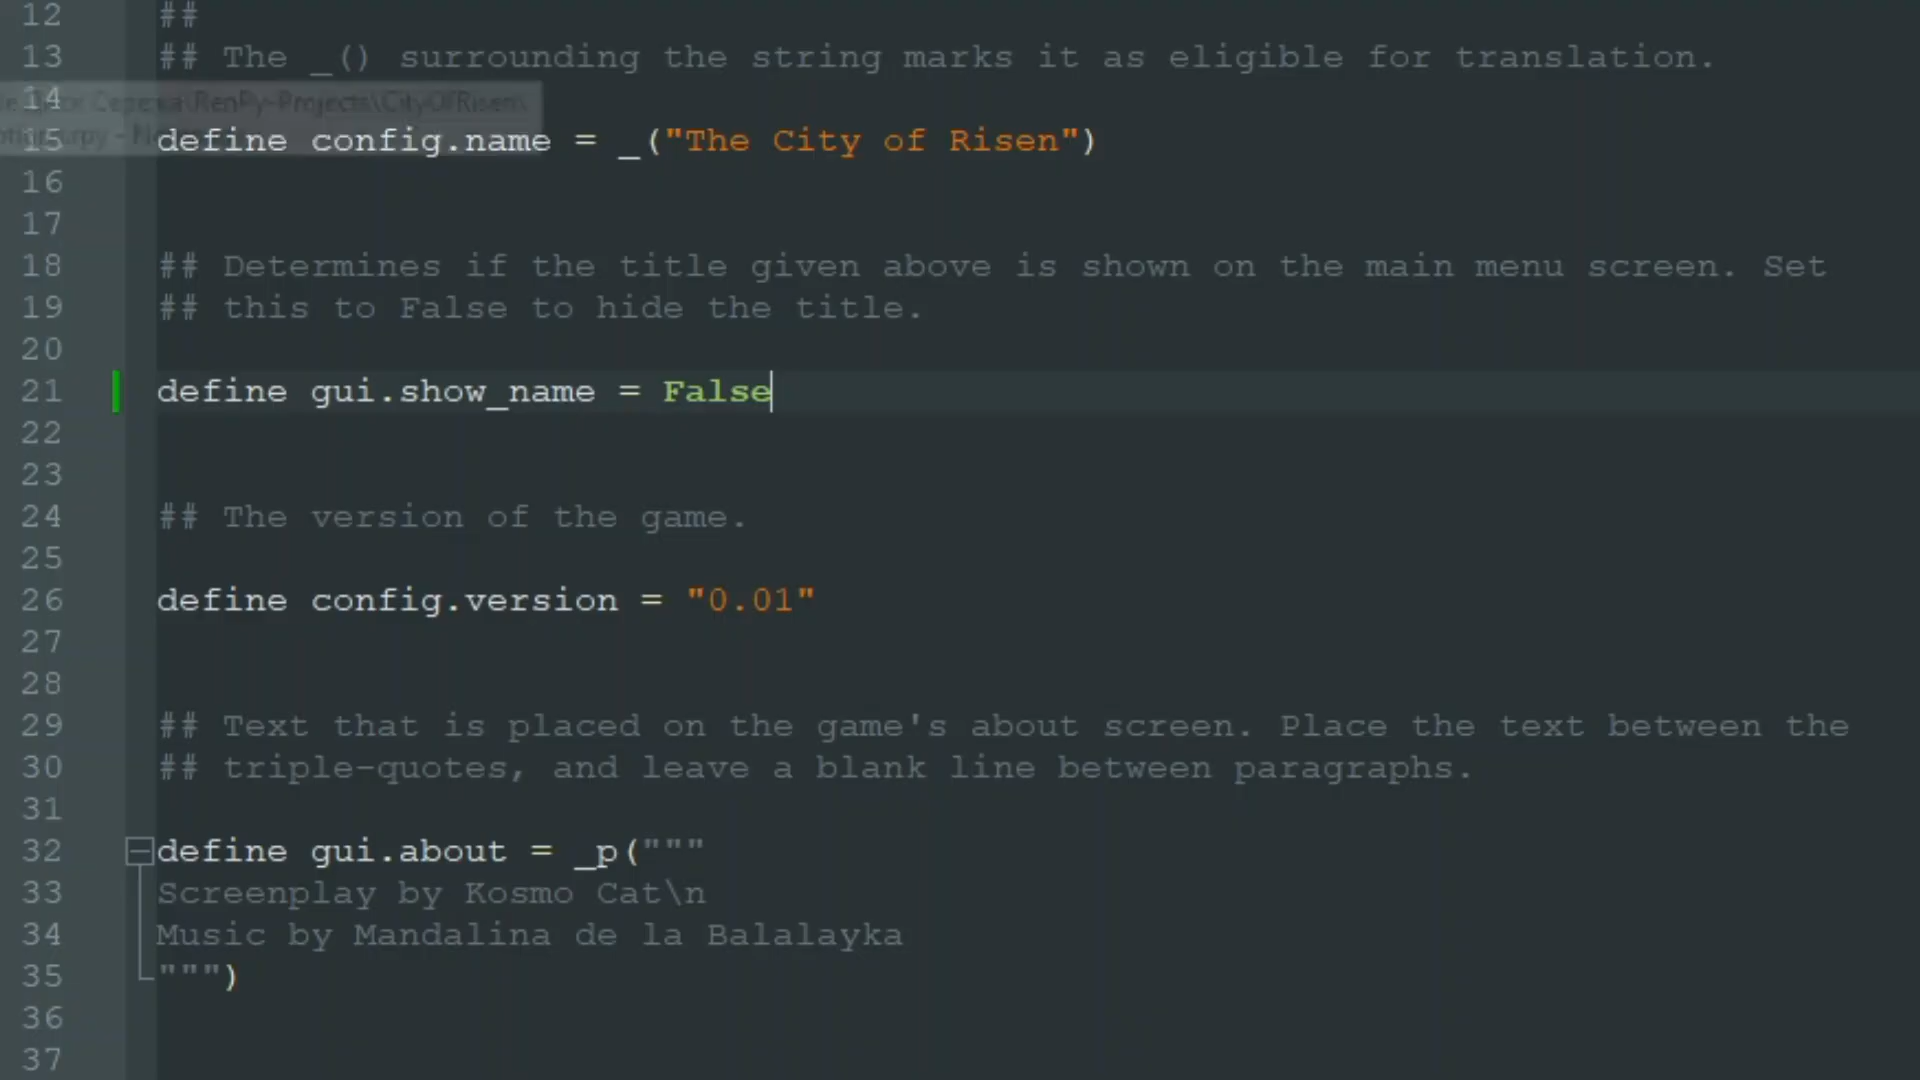 12 ##
13 ## The _() surrounding the string marks it as eligible for translation.
14
15 define config.name = _("The City of Risen")
16
17
18 ## Determines if the title given above is shown on the main menu screen. Set
19 ## this to False to hide the title.
20
21 define gui.show_name = False
22
23
24 ## The version of the game.
25
26 define config.version = "0.01"
27
28
29 ## Text that is placed on the game's about screen. Place the text between the
30 ## triple-quotes, and leave a blank line between paragraphs.
31
32 define gui.about = _p("""
33 Screenplay by Kosmo Cat\n
34 Music by Mandalina de la Balalayka
35 """)
36
37